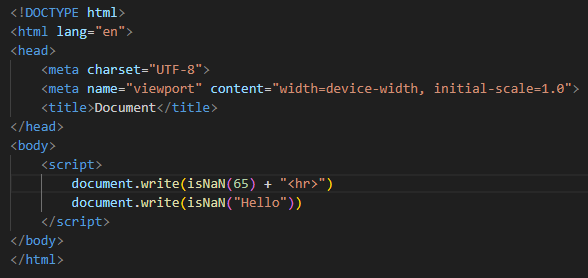 <!DOCTYPE html>
<html lang="en">
<head>
    <meta charset="UTF-8">
    <meta name="viewport" content="width=device-width, initial-scale=1.0">
    <title>Document</title>
</head>
<body>
    <script>
        document.write(isNaN(65) + "<hr>")
        document.write(isNaN("Hello"))
    </script>
</body>
</html>